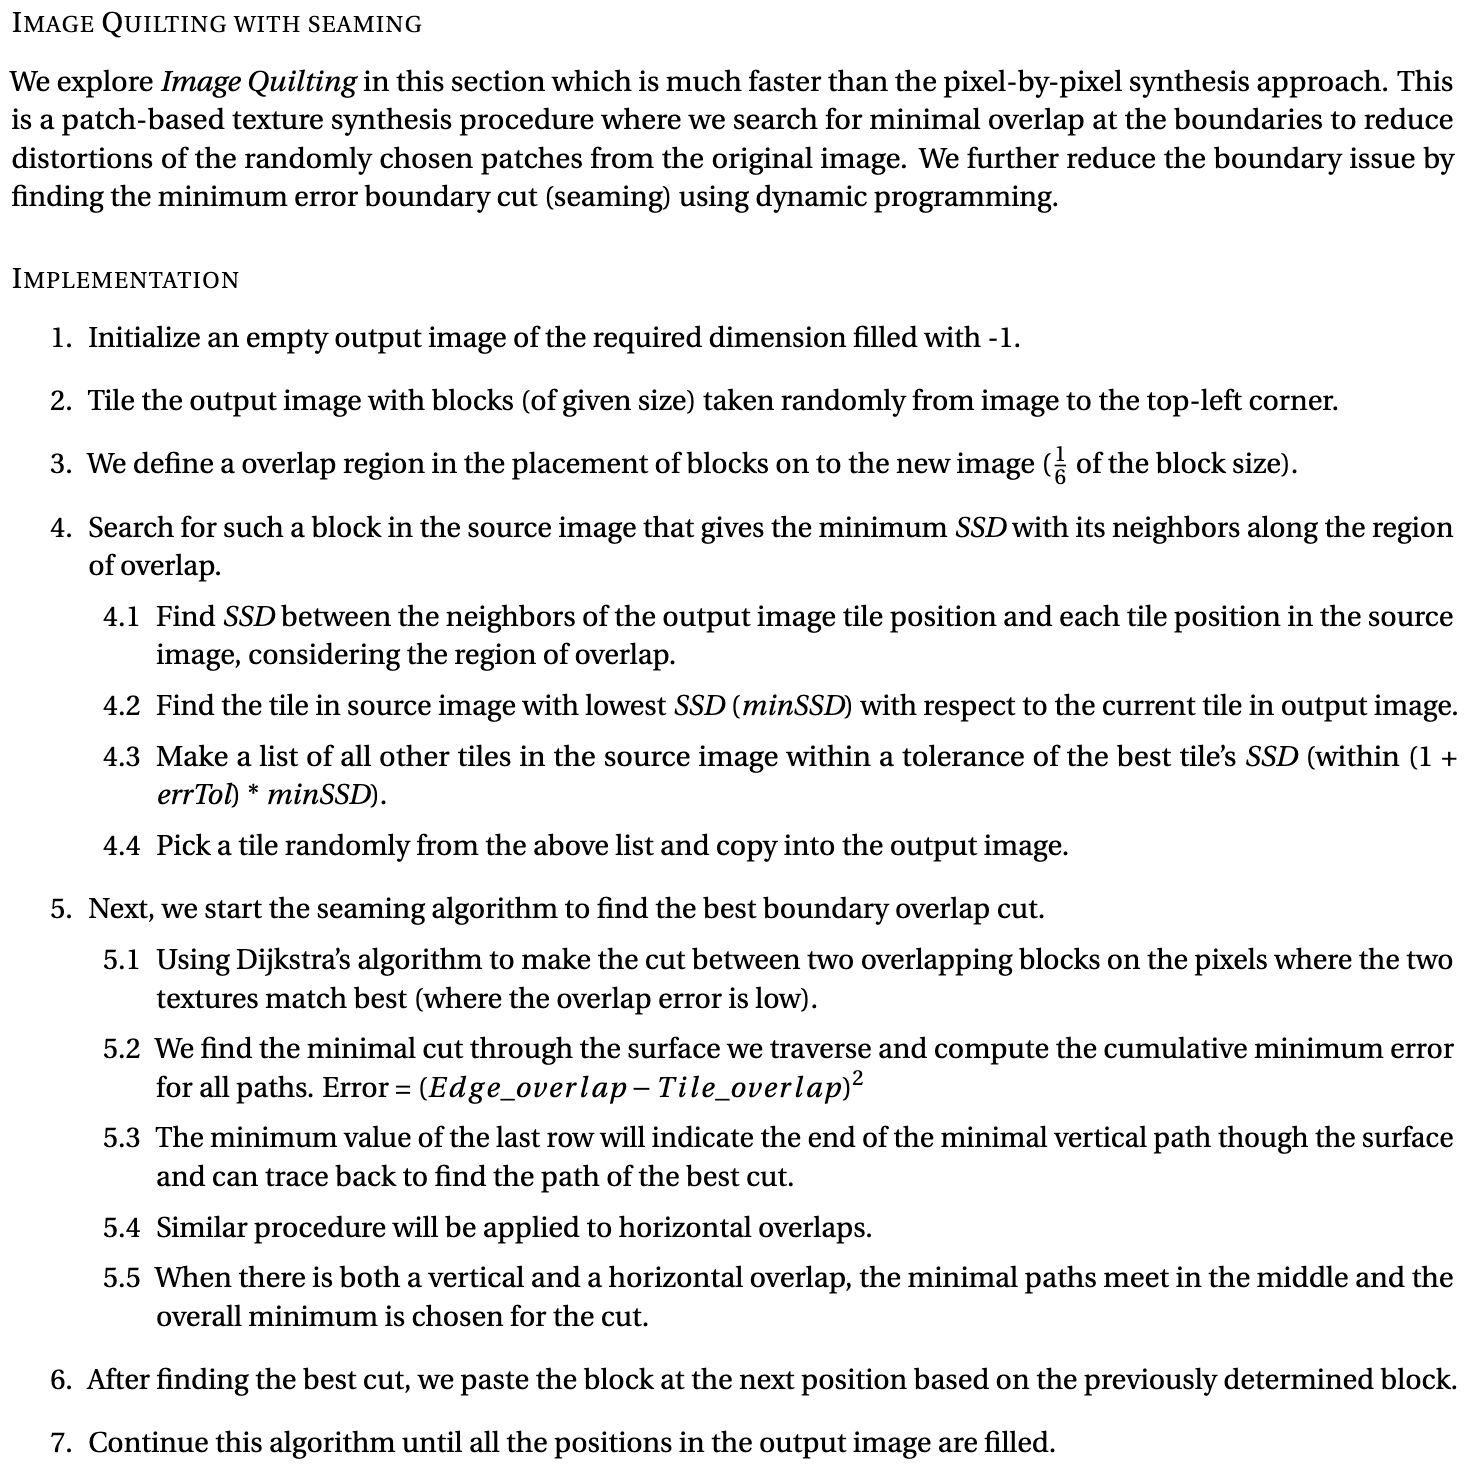 IMAGE QUILTING WITH SEAMING
We explore Image Quilting in this section which is much faster than the pixel-by-pixel synthesis approach. This
is a patch-based texture synthesis procedure where we search for minimal overlap at the boundaries to reduce
distortions of the randomly chosen patches from the original image. We further reduce the boundary issue by
finding the minimum error boundary cut (seaming) using dynamic programming.
IMPLEMENTATION
1. Initialize an empty output image of the required dimension filled with -1.
2. Tile the output image with blocks (of given size) taken randomly from image to the top-left corner.
3. We define a overlap region in the placement of blocks on to the new image (1/6 of the block size).
4. Search for such a block in the source image that gives the minimum SSD with its neighbors along the region
of overlap.
4.1 Find SSD between the neighbors of the output image tile position and each tile position in the source
image, considering the region of overlap.
4.2 Find the tile in source image with lowest SSD (minSSD) with respect to the current tile in output image.
4.3 Make a list of all other tiles in the source image within a tolerance of the best tile's SSD (within (1 +
errTol) * minSSD).
4.4 Pick a tile randomly from the above list and copy into the output image.
5. Next, we start the seaming algorithm to find the best boundary overlap cut.
5.1 Using Dijkstra's algorithm to make the cut between two overlapping blocks on the pixels where the two
textures match best (where the overlap error is low).
5.2 We find the minimal cut through the surface we traverse and compute the cumulative minimum error
for all paths. Error = (Edge_overlap − Tile_overlap)²
5.3 The minimum value of the last row will indicate the end of the minimal vertical path though the surface
and can trace back to find the path of the best cut.
5.4 Similar procedure will be applied to horizontal overlaps.
5.5 When there is both a vertical and a horizontal overlap, the minimal paths meet in the middle and the
overall minimum is chosen for the cut.
6. After finding the best cut, we paste the block at the next position based on the previously determined block.
7. Continue this algorithm until all the positions in the output image are filled.